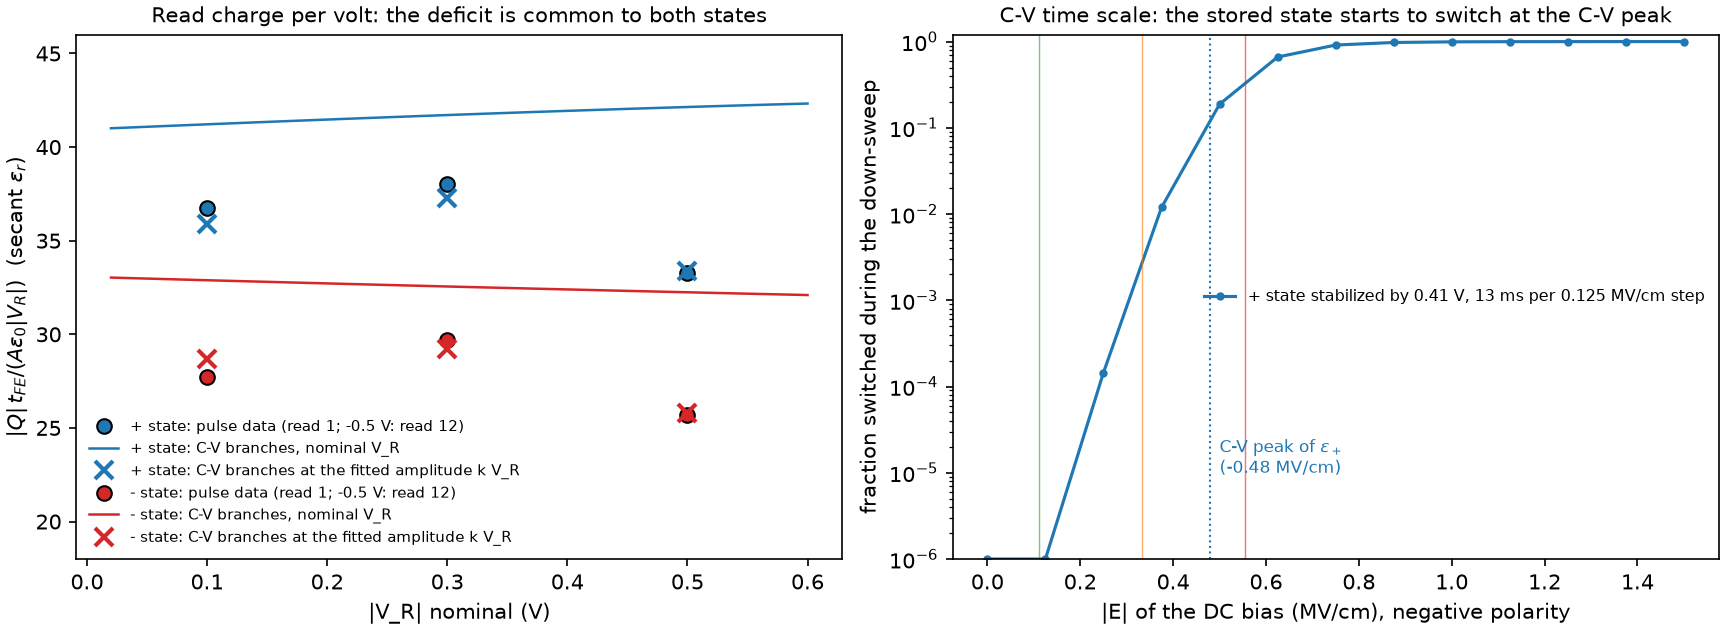 Read charge per volt: the deficit is common to both states
45
40
35
30
25
20
|Q| t_FE/(Aε₀|V_R|) (secant ε_r)
+ state: pulse data (read 1; -0.5 V: read 12)
+ state: C-V branches, nominal V_R
+ state: C-V branches at the fitted amplitude k V_R
- state: pulse data (read 1; -0.5 V: read 12)
- state: C-V branches, nominal V_R
- state: C-V branches at the fitted amplitude k V_R
0.0 0.1 0.2 0.3 0.4 0.5 0.6
|V_R| nominal (V)
C-V time scale: the stored state starts to switch at the C-V peak
10⁰
10⁻¹
10⁻²
10⁻³
10⁻⁴
10⁻⁵
10⁻⁶
fraction switched during the down-sweep
+ state stabilized by 0.41 V, 13 ms per 0.125 MV/cm step
C-V peak of ε₊
(-0.48 MV/cm)
0.0 0.2 0.4 0.6 0.8 1.0 1.2 1.4
|E| of the DC bias (MV/cm), negative polarity